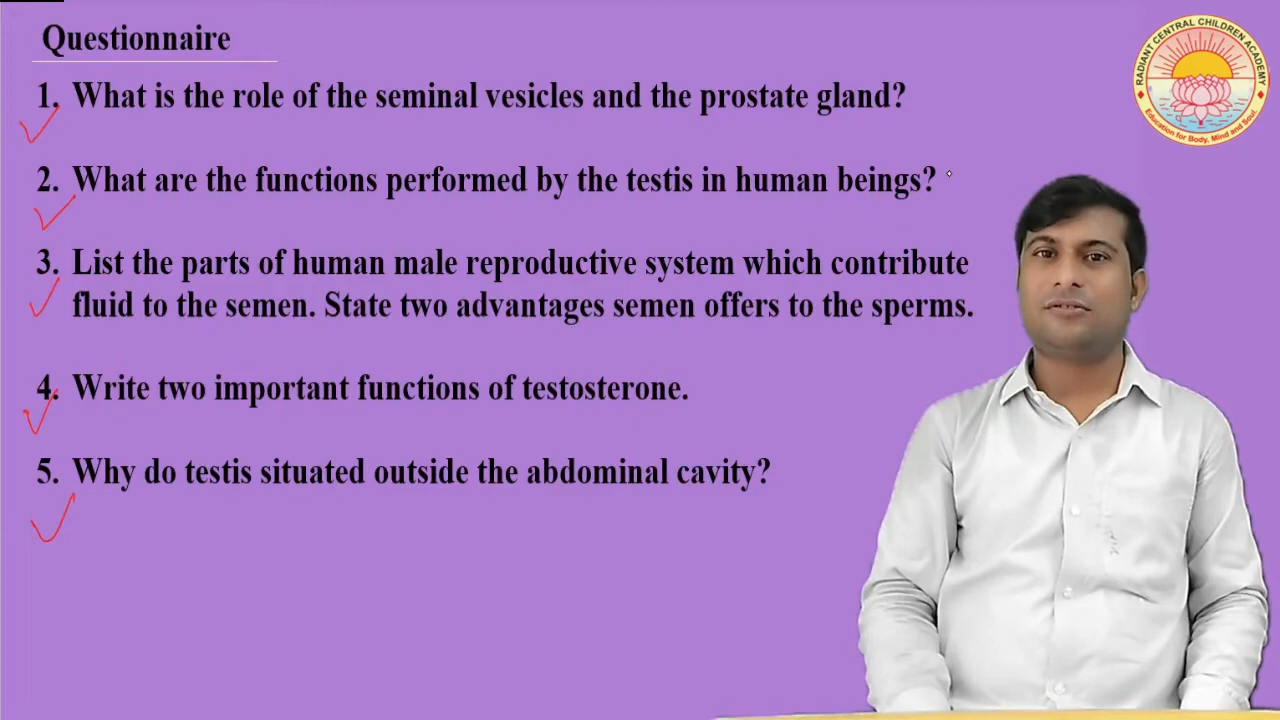 Questionnaire
RADIANT CENTRAL CHILDREN ACADEMY
Education for Body, Mind and Soul
1. What is the role of the seminal vesicles and the prostate gland?
2. What are the functions performed by the testis in human beings?
3. List the parts of human male reproductive system which contribute
fluid to the semen. State two advantages semen offers to the sperms.
4. Write two important functions of testosterone.
5. Why do testis situated outside the abdominal cavity?